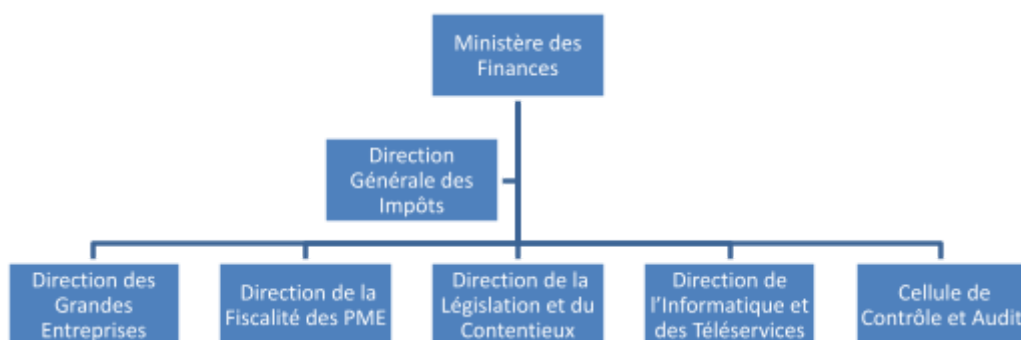 Ministère des
Finances
Direction
Générale des
Impôts
Direction des
Grandes
Entreprises
Direction de la
Fiscalité des PME
Direction de la
Législation et du
Contentieux
Direction de
l'Informatique et
des Téléservices
Cellule de
Contrôle et Audit